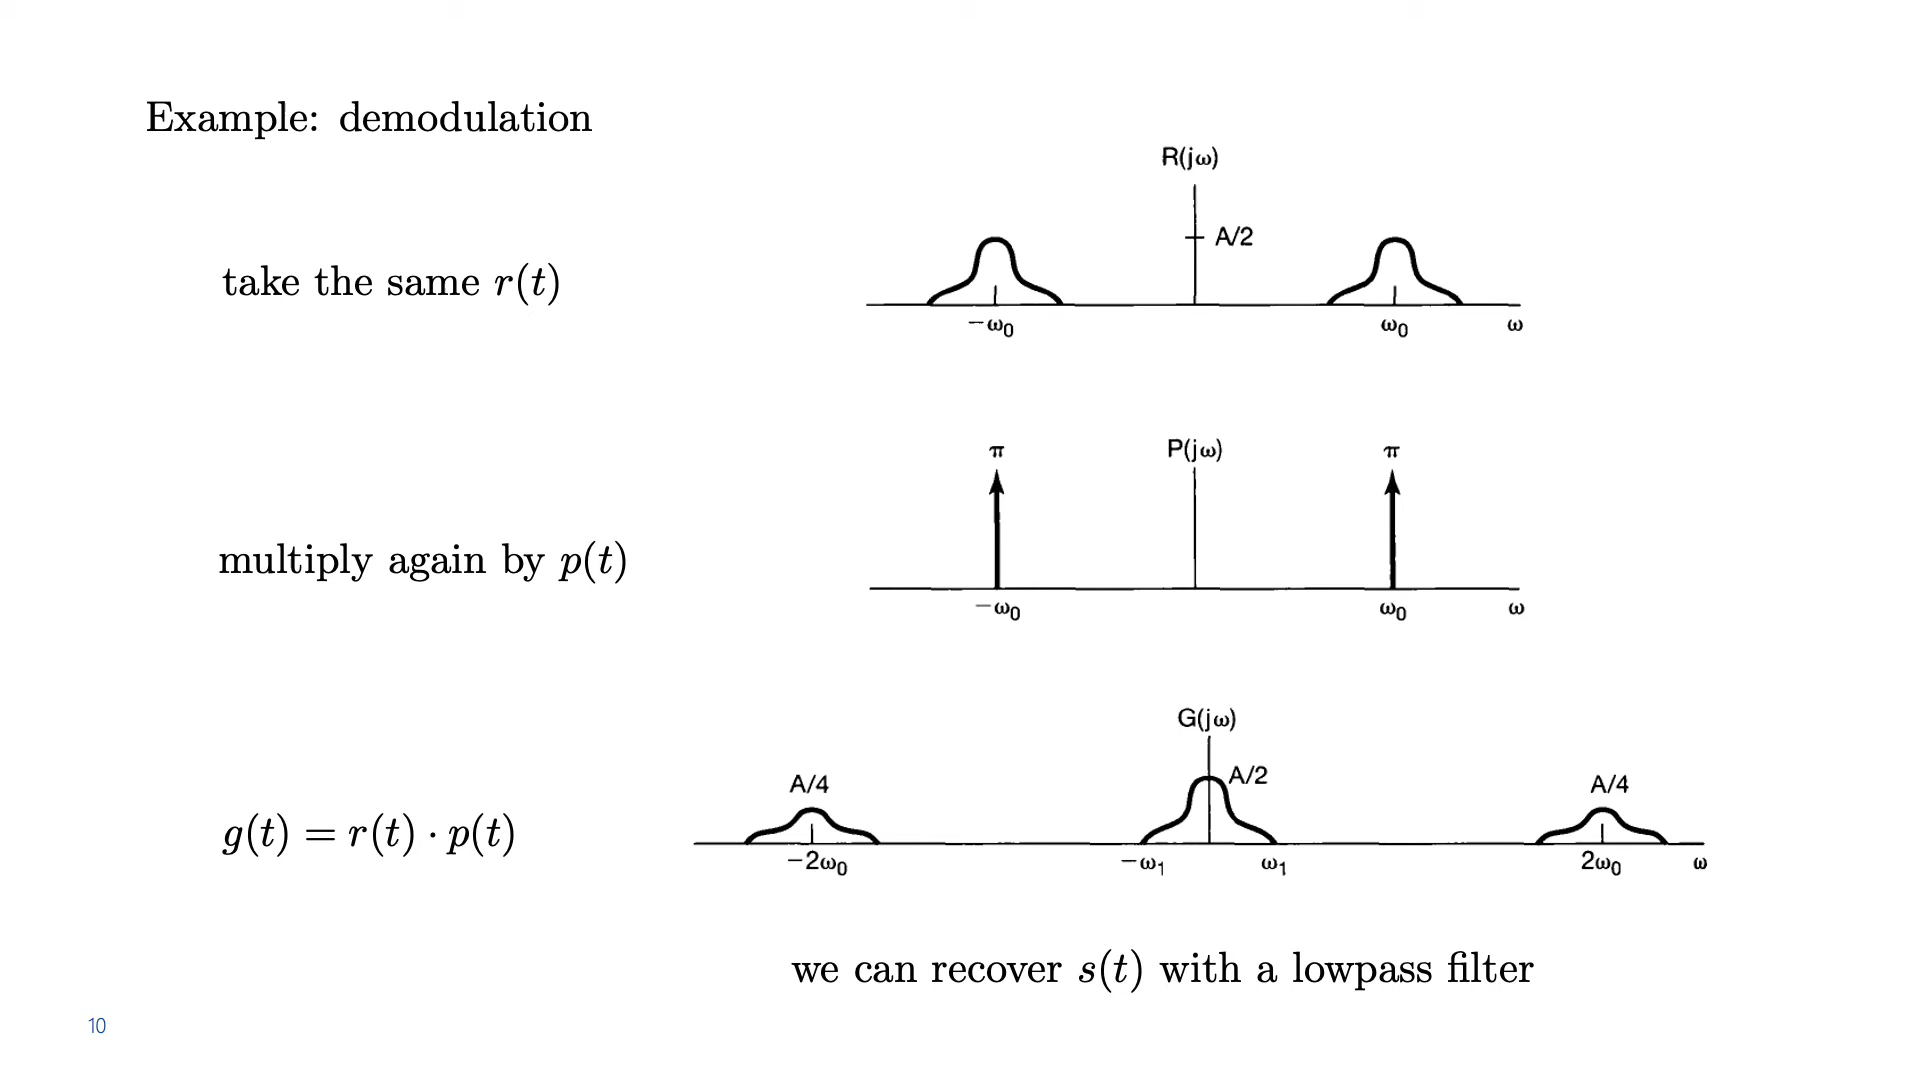 Example: demodulation
R(jω)
A/2
take the same r(t)
−ω₀ ω₀ ω
π P(jω) π
multiply again by p(t)
−ω₀ ω₀ ω
G(jω)
A/4 A/2 A/4
g(t) = r(t) · p(t)
−2ω₀ −ω₁ ω₁ 2ω₀ ω
we can recover s(t) with a lowpass filter
10